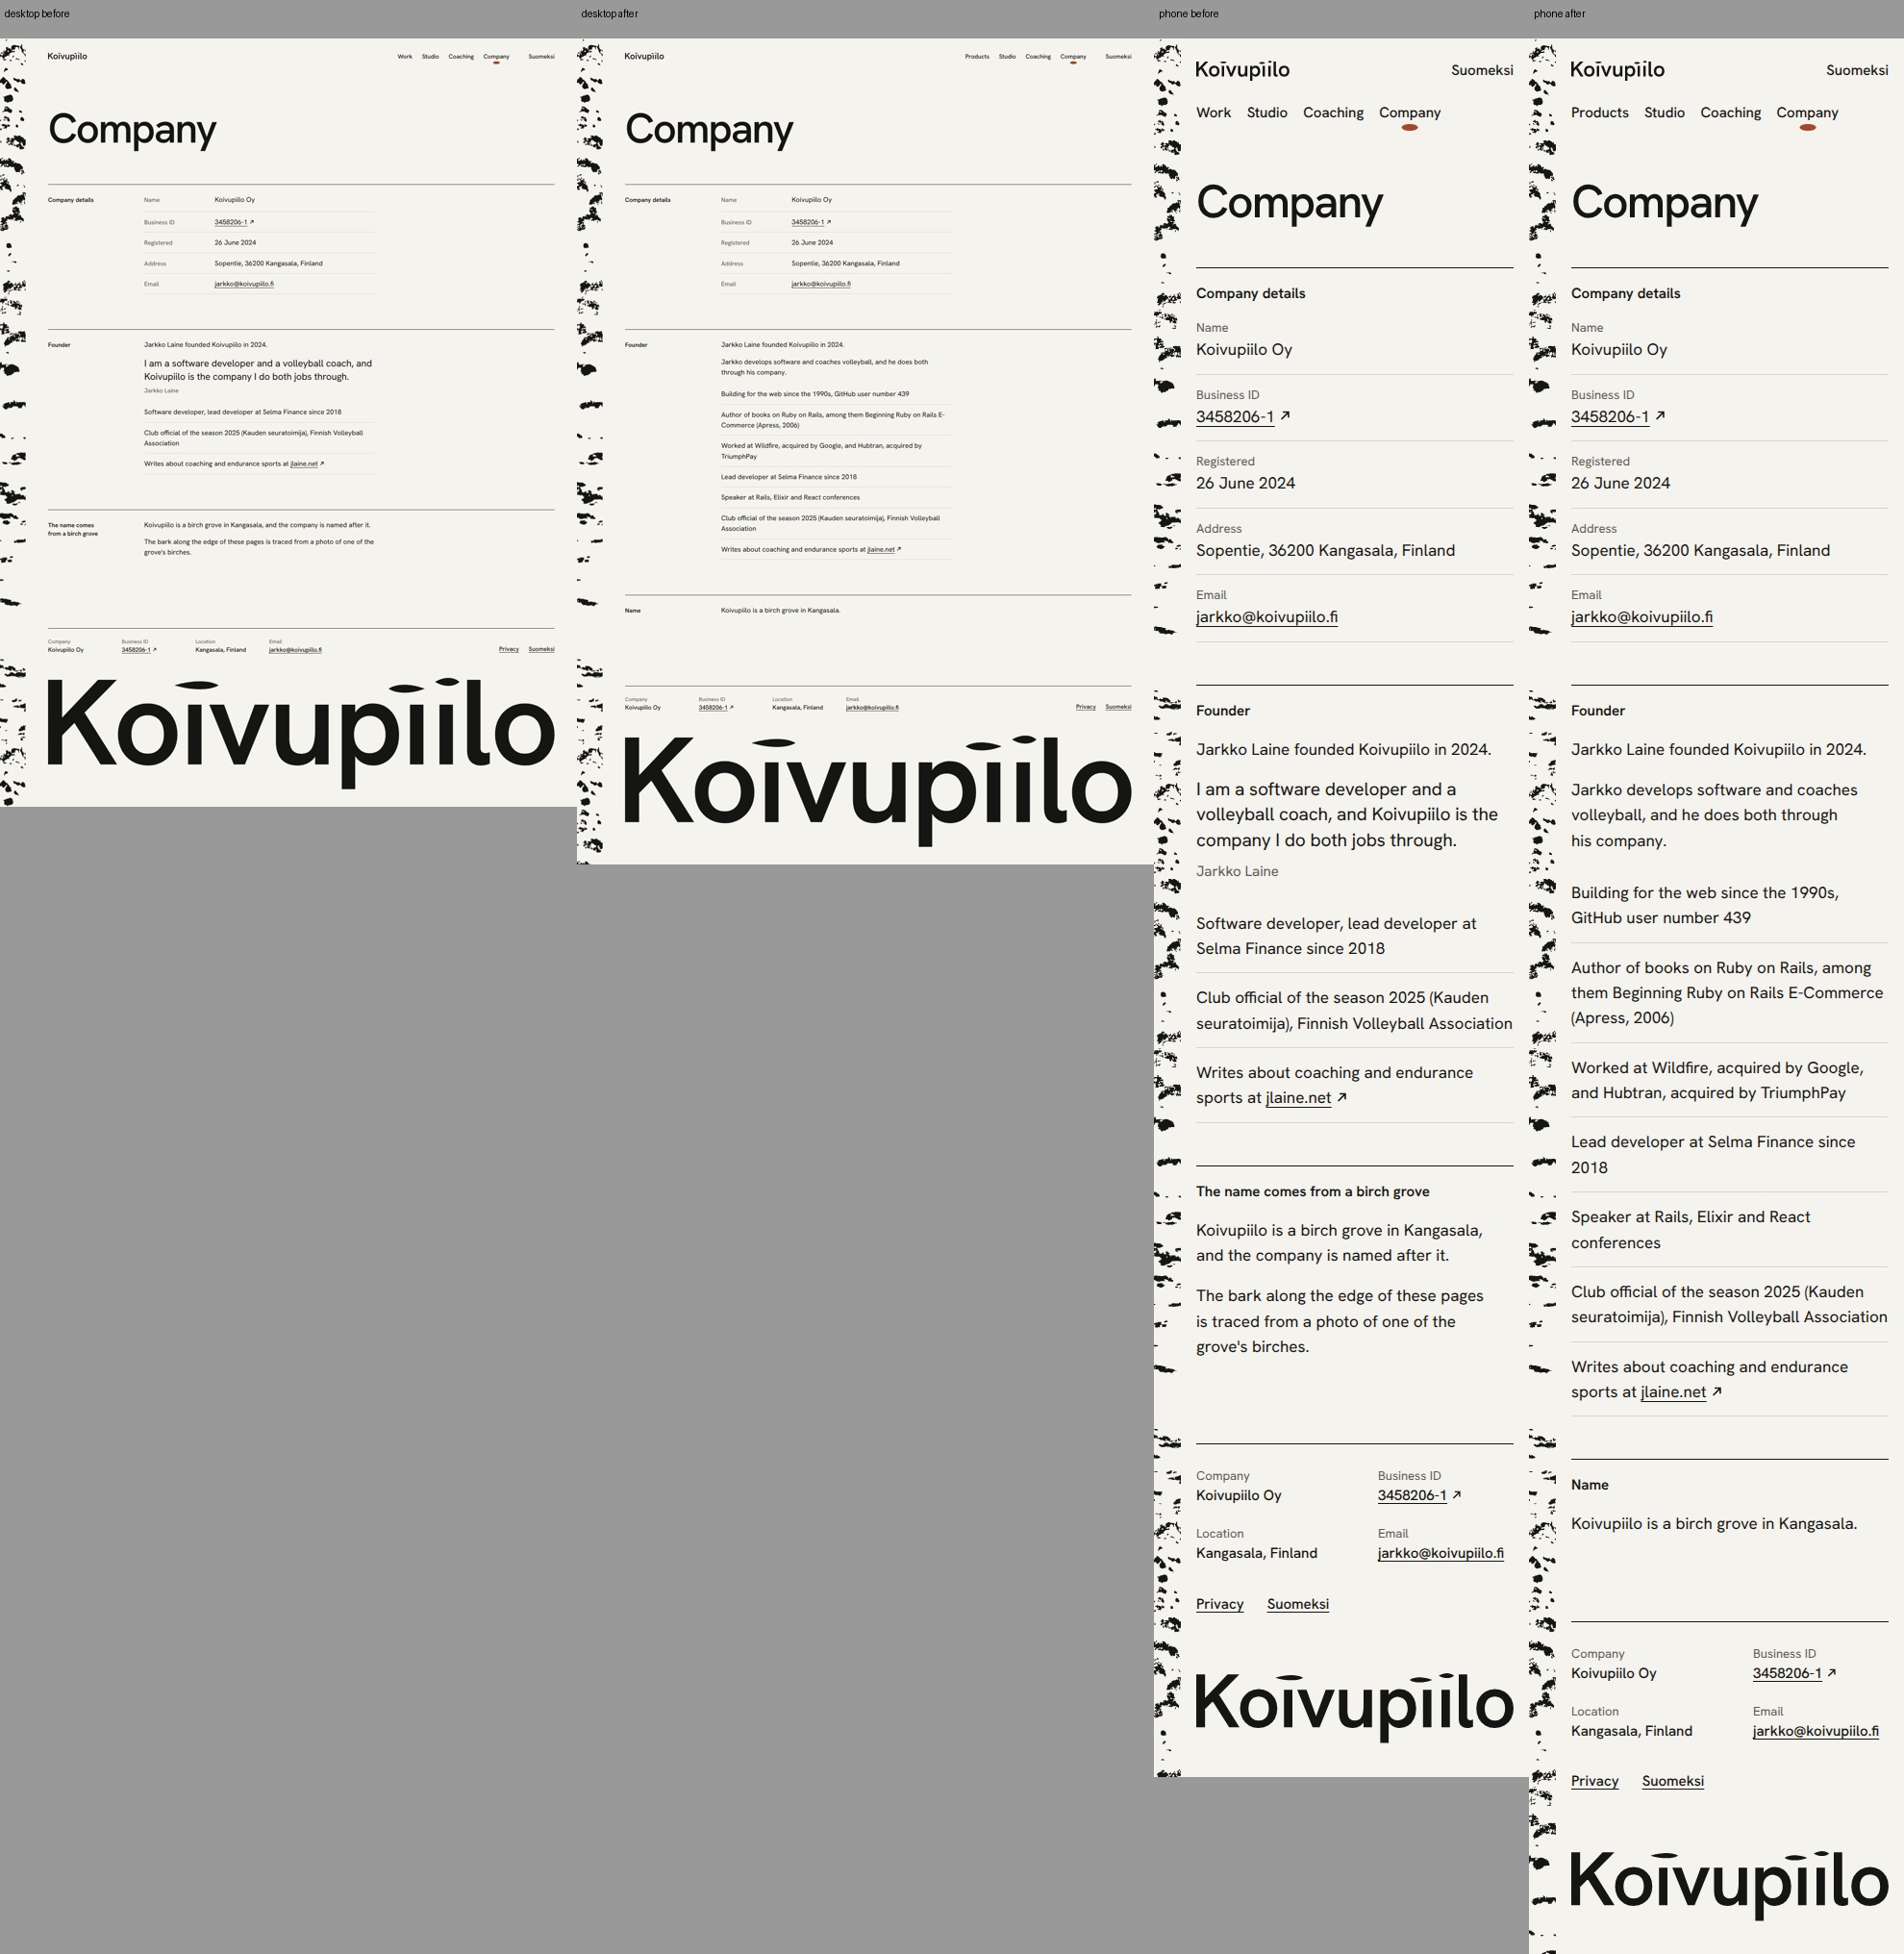 desktop before
Koivupiilo
Work Studio Coaching Company Suomeksi
Company
Company details
Name Koivupiilo Oy
Business ID 3458206-1 ↗
Registered 26 June 2024
Address Sopentie, 36200 Kangasala, Finland
Email jarkko@koivupiilo.fi
Founder
Jarkko Laine founded Koivupiilo in 2024.
I am a software developer and a volleyball coach, and
Koivupiilo is the company I do both jobs through.
Jarkko Laine
Software developer, lead developer at Selma Finance since 2018
Club official of the season 2025 (Kauden seuratoimija), Finnish Volleyball
Association
Writes about coaching and endurance sports at jlaine.net ↗
The name comes
from a birch grove
Koivupiilo is a birch grove in Kangasala, and the company is named after it.
The bark along the edge of these pages is traced from a photo of one of the
grove's birches.
Company Business ID Location Email
Koivupiilo Oy 3458206-1 ↗ Kangasala, Finland jarkko@koivupiilo.fi Privacy Suomeksi
Koivupiilo
desktop after
Koivupiilo
Products Studio Coaching Company Suomeksi
Company
Company details
Name Koivupiilo Oy
Business ID 3458206-1 ↗
Registered 26 June 2024
Address Sopentie, 36200 Kangasala, Finland
Email jarkko@koivupiilo.fi
Founder
Jarkko Laine founded Koivupiilo in 2024.
Jarkko develops software and coaches volleyball, and he does both
through his company.
Building for the web since the 1990s, GitHub user number 439
Author of books on Ruby on Rails, among them Beginning Ruby on Rails E-
Commerce (Apress, 2006)
Worked at Wildfire, acquired by Google, and Hubtran, acquired by
TriumphPay
Lead developer at Selma Finance since 2018
Speaker at Rails, Elixir and React conferences
Club official of the season 2025 (Kauden seuratoimija), Finnish Volleyball
Association
Writes about coaching and endurance sports at jlaine.net ↗
Name
Koivupiilo is a birch grove in Kangasala.
Company Business ID Location Email
Koivupiilo Oy 3458206-1 ↗ Kangasala, Finland jarkko@koivupiilo.fi Privacy Suomeksi
Koivupiilo
phone before
Koivupiilo Suomeksi
Work Studio Coaching Company
Company
Company details
Name
Koivupiilo Oy
Business ID
3458206-1 ↗
Registered
26 June 2024
Address
Sopentie, 36200 Kangasala, Finland
Email
jarkko@koivupiilo.fi
Founder
Jarkko Laine founded Koivupiilo in 2024.
I am a software developer and a
volleyball coach, and Koivupiilo is the
company I do both jobs through.
Jarkko Laine
Software developer, lead developer at
Selma Finance since 2018
Club official of the season 2025 (Kauden
seuratoimija), Finnish Volleyball Association
Writes about coaching and endurance
sports at jlaine.net ↗
The name comes from a birch grove
Koivupiilo is a birch grove in Kangasala,
and the company is named after it.
The bark along the edge of these pages
is traced from a photo of one of the
grove's birches.
Company Business ID
Koivupiilo Oy 3458206-1 ↗
Location Email
Kangasala, Finland jarkko@koivupiilo.fi
Privacy Suomeksi
Koivupiilo
phone after
Koivupiilo Suomeksi
Products Studio Coaching Company
Company
Company details
Name
Koivupiilo Oy
Business ID
3458206-1 ↗
Registered
26 June 2024
Address
Sopentie, 36200 Kangasala, Finland
Email
jarkko@koivupiilo.fi
Founder
Jarkko Laine founded Koivupiilo in 2024.
Jarkko develops software and coaches
volleyball, and he does both through
his company.
Building for the web since the 1990s,
GitHub user number 439
Author of books on Ruby on Rails, among
them Beginning Ruby on Rails E-Commerce
(Apress, 2006)
Worked at Wildfire, acquired by Google,
and Hubtran, acquired by TriumphPay
Lead developer at Selma Finance since
2018
Speaker at Rails, Elixir and React
conferences
Club official of the season 2025 (Kauden
seuratoimija), Finnish Volleyball Association
Writes about coaching and endurance
sports at jlaine.net ↗
Name
Koivupiilo is a birch grove in Kangasala.
Company Business ID
Koivupiilo Oy 3458206-1 ↗
Location Email
Kangasala, Finland jarkko@koivupiilo.fi
Privacy Suomeksi
Koivupiilo